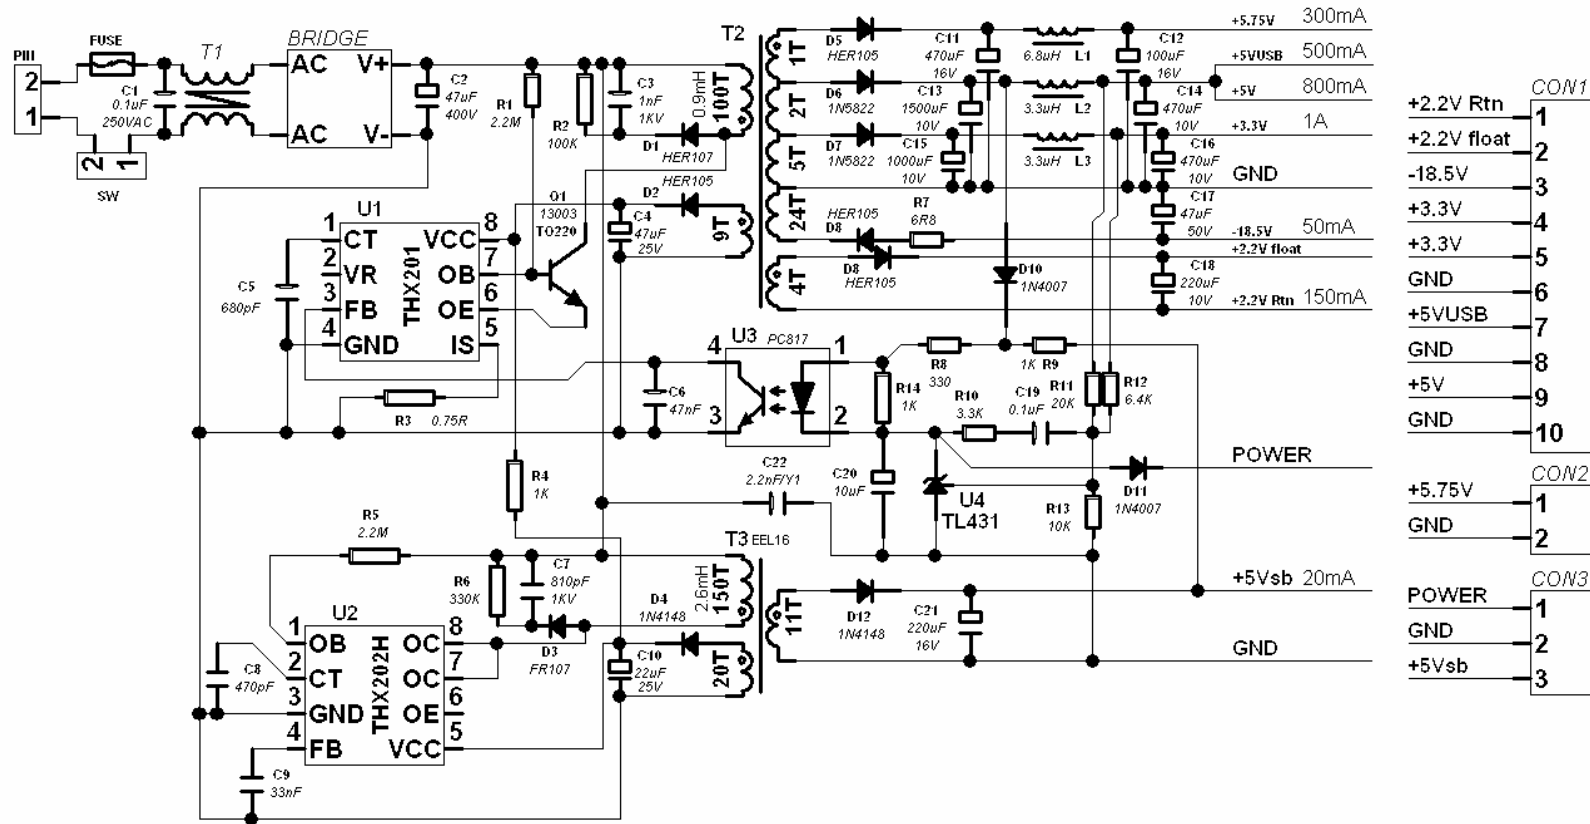 PIII
2
1
FUSE
C1
0.1uF
250VAC
T1
2
1
SW
BRIDGE
AC
V+
AC
V-
C2
47uF
400V
R1
2.2M
R2
100K
C3
1nF
1KV
D1
HER107
0.9mH
100T
T2
D2
HER105
9T
C4
47uF
25V
Q1
13003
TO220
U1
THX201
1
CT
2
VR
3
FB
4
GND
8
VCC
7
OB
6
OE
5
IS
C5
680pF
R3
0.75R
1T
2T
5T
24T
4T
D5
HER105
D6
1N5822
D7
1N5822
HER105
D8
R7
6R8
D8
HER105
C11
470uF
16V
C13
1500uF
10V
C15
1000uF
10V
6.8uH
L1
3.3uH
L2
3.3uH
L3
C12
100uF
16V
C14
470uF
10V
C16
470uF
10V
C17
47uF
50V
C18
220uF
10V
D10
1N4007
+5.75V
300mA
+5VUSB
500mA
+5V
800mA
+3.3V
1A
GND
-18.5V
50mA
+2.2V float
+2.2V Rtn
150mA
U3
PC817
4
3
1
2
C6
47nF
R8
330
1K
R9
R14
1K
R10
3.3K
C19
0.1uF
R11
20K
R12
6.4K
C20
10uF
U4
TL431
R13
10K
D11
1N4007
POWER
C22
2.2nF/Y1
R4
1K
R5
2.2M
R6
330K
C7
810pF
1KV
D3
FR107
D4
1N4148
T3
EEL16
2.6mH
150T
20T
11T
C10
22uF
25V
D12
1N4148
C21
220uF
16V
+5Vsb
20mA
GND
U2
THX202H
1
OB
2
CT
3
GND
4
FB
8
OC
7
OC
6
OE
5
VCC
C8
470pF
C9
33nF
CON1
+2.2V Rtn
1
+2.2V float
2
-18.5V
3
+3.3V
4
+3.3V
5
GND
6
+5VUSB
7
GND
8
+5V
9
GND
10
CON2
+5.75V
1
GND
2
CON3
POWER
1
GND
2
+5Vsb
3